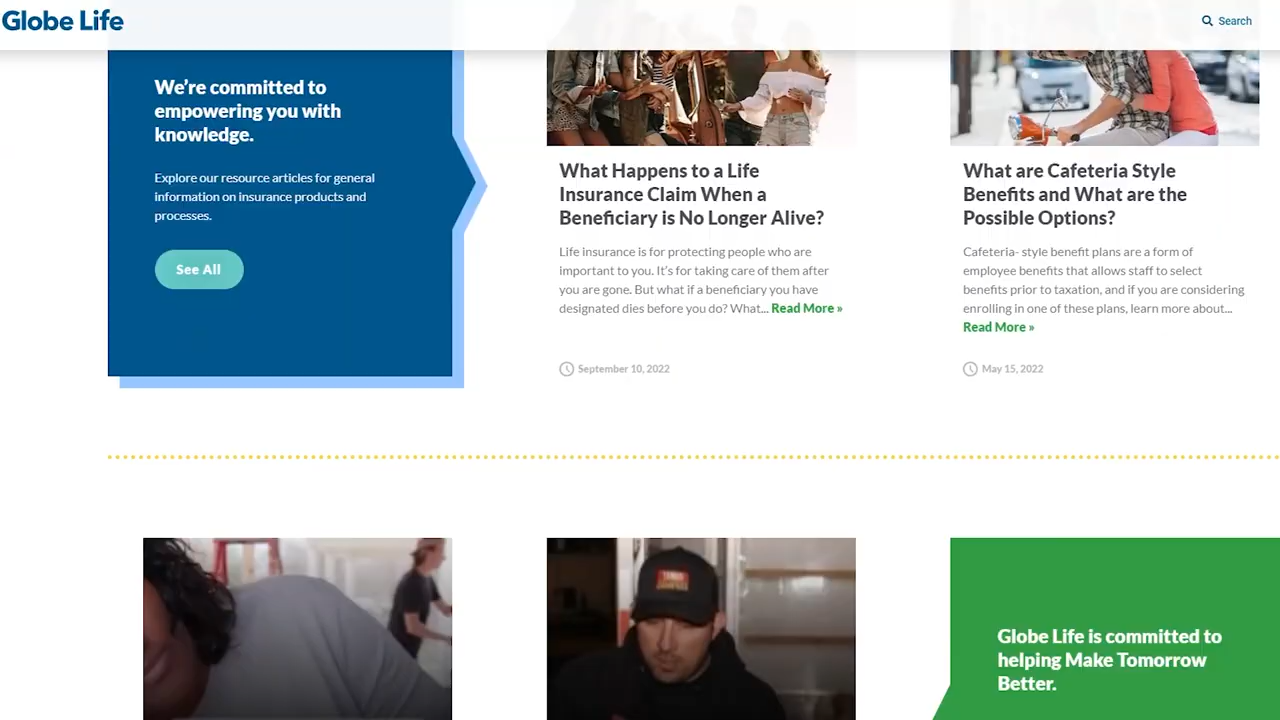 Globe Life
Search
We're committed to
empowering you with
knowledge.
Explore our resource articles for general
information on insurance products and
processes.
See All
What Happens to a Life
Insurance Claim When a
Beneficiary is No Longer Alive?
Life insurance is for protecting people who are
important to you. It's for taking care of them after
you are gone. But what if a beneficiary you have
designated dies before you do? What... Read More »
September 10, 2022
What are Cafeteria Style
Benefits and What are the
Possible Options?
Cafeteria- style benefit plans are a form of
employee benefits that allows staff to select
benefits prior to taxation, and if you are considering
enrolling in one of these plans, learn more about...
Read More »
May 15, 2022
Globe Life is committed to
helping Make Tomorrow
Better.